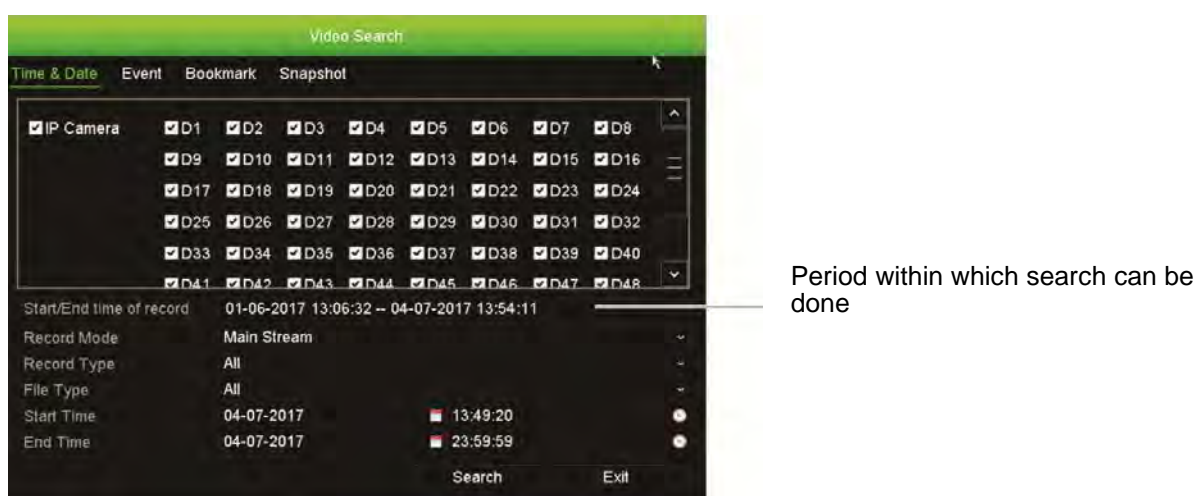 Video Search
Time & Date Event Bookmark Snapshot
IP Camera D1 D2 D3 D4 D5 D6 D7 D8
D9 D10 D11 D12 D13 D14 D15 D16
D17 D18 D19 D20 D21 D22 D23 D24
D25 D26 D27 D28 D29 D30 D31 D32
D33 D34 D35 D36 D37 D38 D39 D40
D41 D42 D43 D44 D45 D46 D47 D48
Start/End time of record 01-06-2017 13:06:32 -- 04-07-2017 13:54:11
Period within which search can be
done
Record Mode Main Stream
Record Type All
File Type All
Start Time 04-07-2017 13:49:20
End Time 04-07-2017 23:59:59
Search Exit